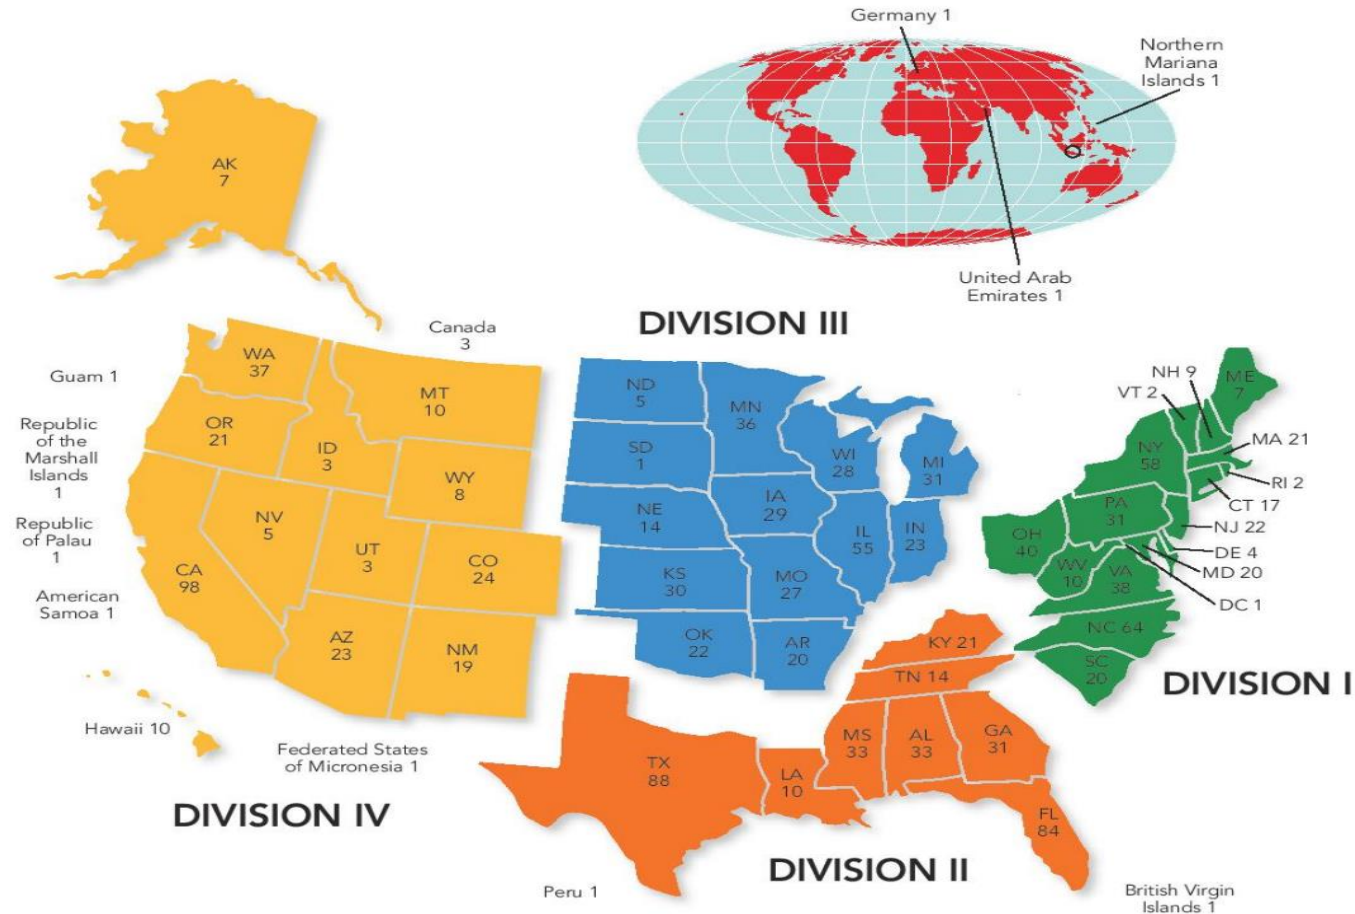 Germany 1
Northern
Mariana
Islands 1
United Arab
Emirates 1
AK
7
DIVISION III
Canada
3
Guam 1
Republic
of the
Marshall
Islands
1
Republic
of Palau
1
American
Samoa 1
WA
37
MT
10
OR
21
ID
3
WY
8
NV
5
UT
3
CO
24
CA
98
AZ
23
NM
19
Hawaii 10
Federated States
of Micronesia 1
DIVISION IV
ND
5
MN
36
SD
1
WI
28
MI
31
NE
14
IA
29
IL
55
IN
23
KS
30
MO
27
OK
22
AR
20
NH 9
VT 2
ME
7
MA 21
NY
58
RI 2
CT 17
PA
31
NJ 22
OH
40
DE 4
MD 20
WV
10
VA
38
DC 1
NC 64
SC
20
DIVISION I
KY 21
TN 14
MS
33
AL
33
GA
31
TX
88
LA
10
FL
84
DIVISION II
Peru 1
British Virgin
Islands 1